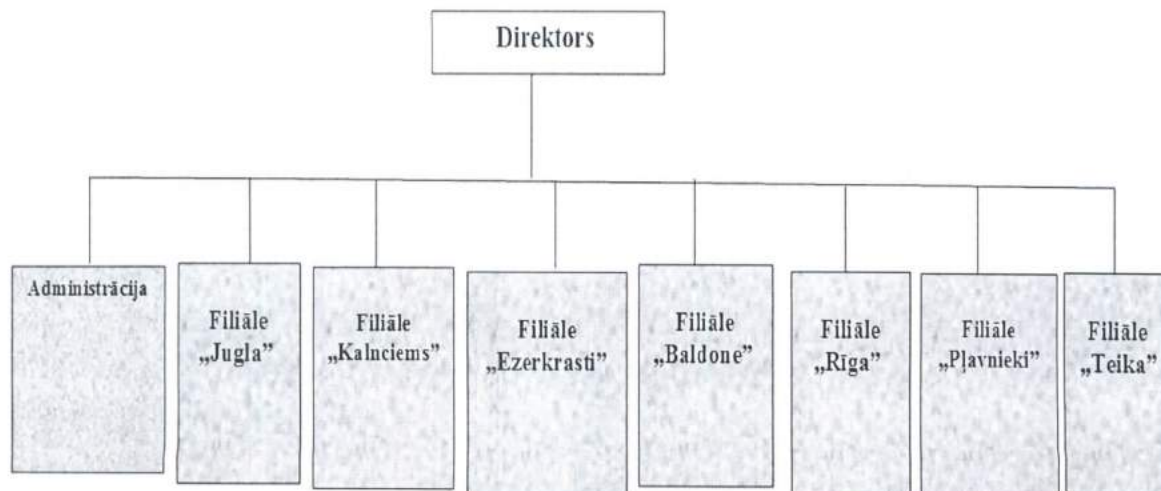 Direktors
Administrācija
Filiāle
„Jugla”
Filiāle
„Kalnciems”
Filiāle
„Ezerkrasti”
Filiāle
„Baldone”
Filiāle
„Rīga”
Filiāle
„Pļavnieki”
Filiāle
„Teika”